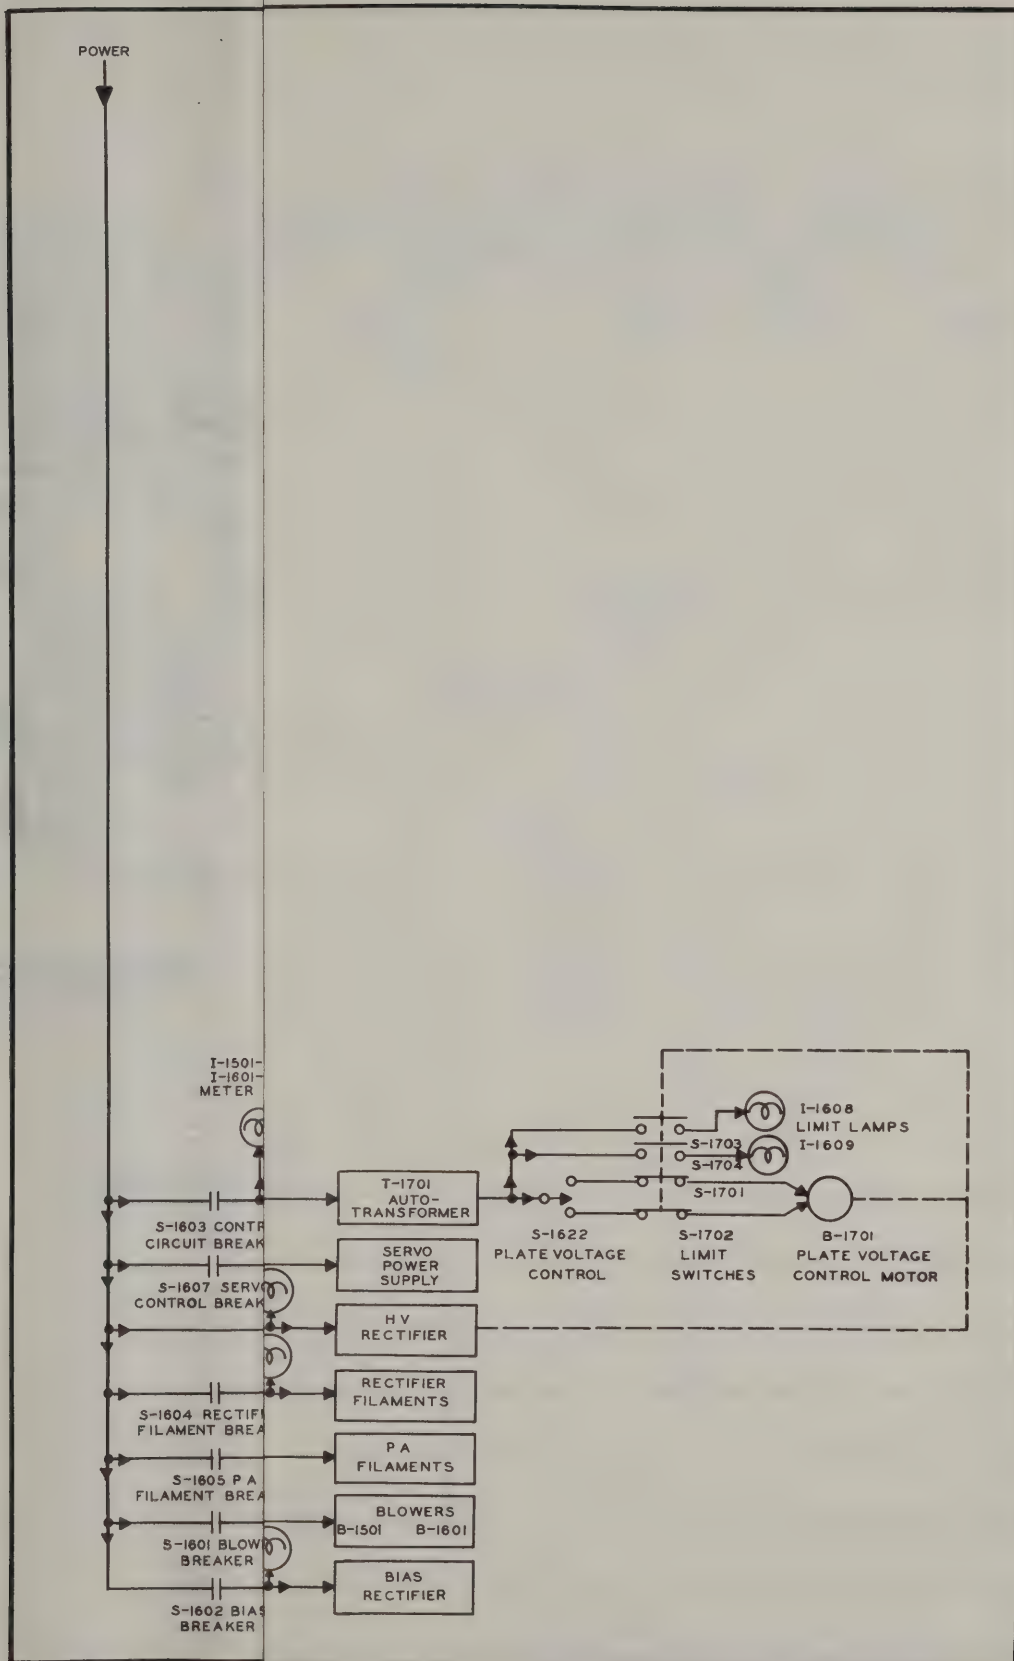 POWER
I-1501-
I-1601-
METER
I-1608
LIMIT LAMPS
I-1609
S-1703
S-1704
S-1701
T-1701
AUTO-
TRANSFORMER
S-1603 CONTR
CIRCUIT BREAK
S-1622
PLATE VOLTAGE
CONTROL
S-1702
LIMIT
SWITCHES
B-1701
PLATE VOLTAGE
CONTROL MOTOR
SERVO
POWER
SUPPLY
S-1607 SERVO
CONTROL BREAK
HV
RECTIFIER
RECTIFIER
FILAMENTS
S-1604 RECTIFI
FILAMENT BREA
PA
FILAMENTS
S-1605 PA
FILAMENT BREA
BLOWERS
B-1501 B-1601
S-1601 BLOW
BREAKER
BIAS
RECTIFIER
S-1602 BIAS
BREAKER